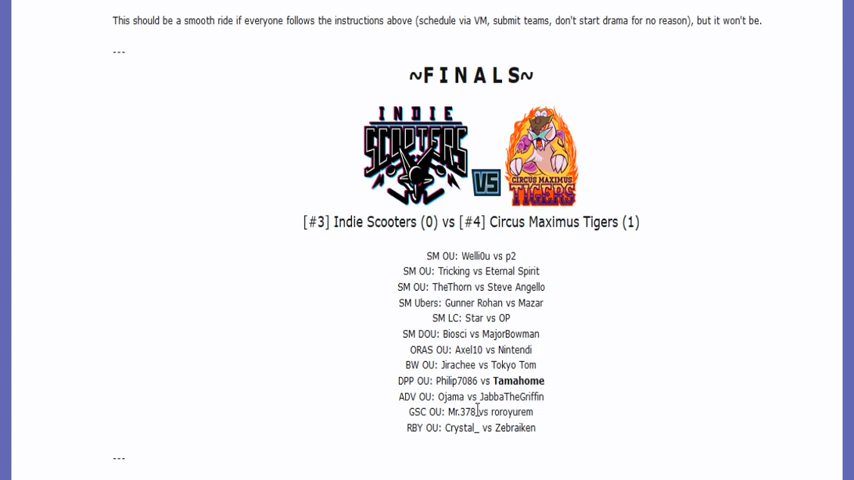 This should be a smooth ride if everyone follows the instructions above (schedule via VM, submit teams, don't start drama for no reason), but it won't be.
---
~F I N A L S~
INDIE
SCOOTERS
VS
CIRCUS MAXIMUS
TIGERS
[#3] Indie Scooters (0) vs [#4] Circus Maximus Tigers (1)
SM OU: Welli0u vs p2
SM OU: Tricking vs Eternal Spirit
SM OU: TheThorn vs Steve Angello
SM Ubers: Gunner Rohan vs Mazar
SM LC: Star vs OP
SM DOU: Biosci vs MajorBowman
ORAS OU: Axel10 vs Nintendi
BW OU: Jirachee vs Tokyo Tom
DPP OU: Philip7086 vs Tamahome
ADV OU: Ojama vs JabbaTheGriffin
GSC OU: Mr.378 vs roroyurem
RBY OU: Crystal_ vs Zebraiken
---